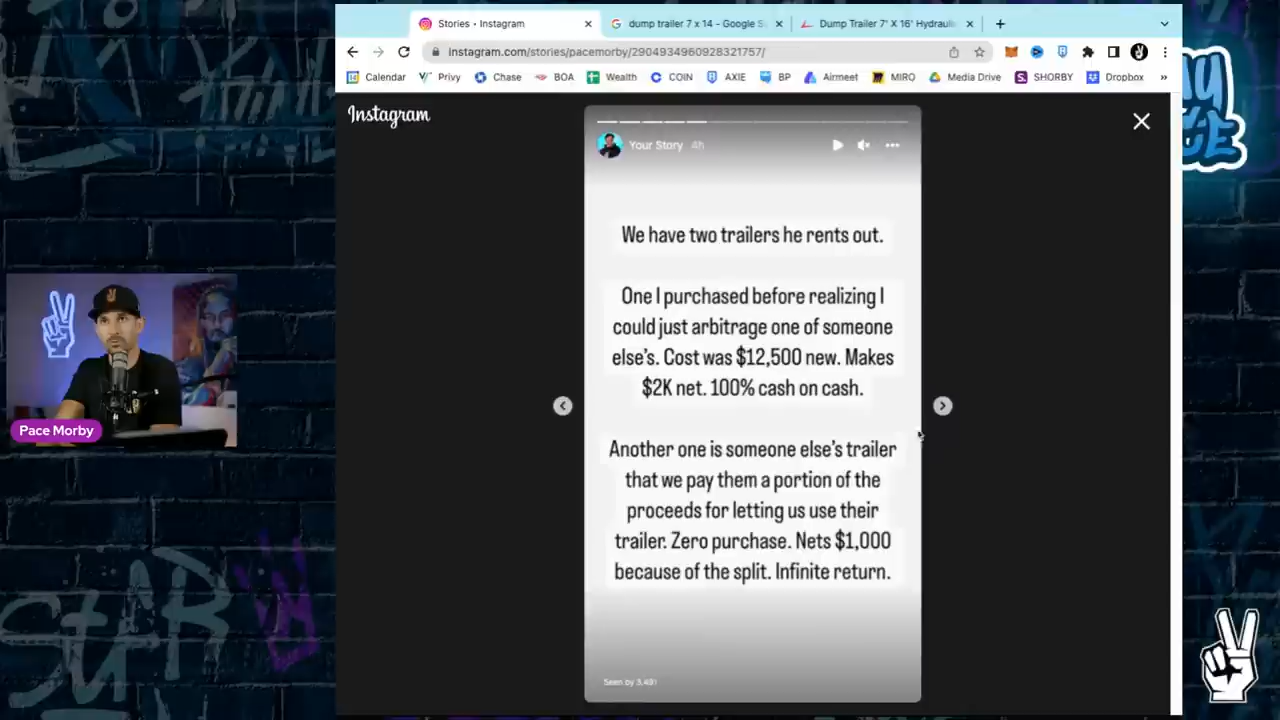 Stories • Instagram
dump trailer 7 x 14 - Google S
Dump Trailer 7' X 16' Hydrauli
instagram.com/stories/pacemorby/2904934960928321757/
Calendar Privy Chase BOA Wealth COIN AXIE BP Airmeet MIRO Media Drive SHORBY Dropbox »
Instagram
Your Story 4h
We have two trailers he rents out.
One I purchased before realizing I
could just arbitrage one of someone
else's. Cost was $12,500 new. Makes
$2K net. 100% cash on cash.
Another one is someone else's trailer
that we pay them a portion of the
proceeds for letting us use their
trailer. Zero purchase. Nets $1,000
because of the split. Infinite return.
Seen by 3,491
Pace Morby